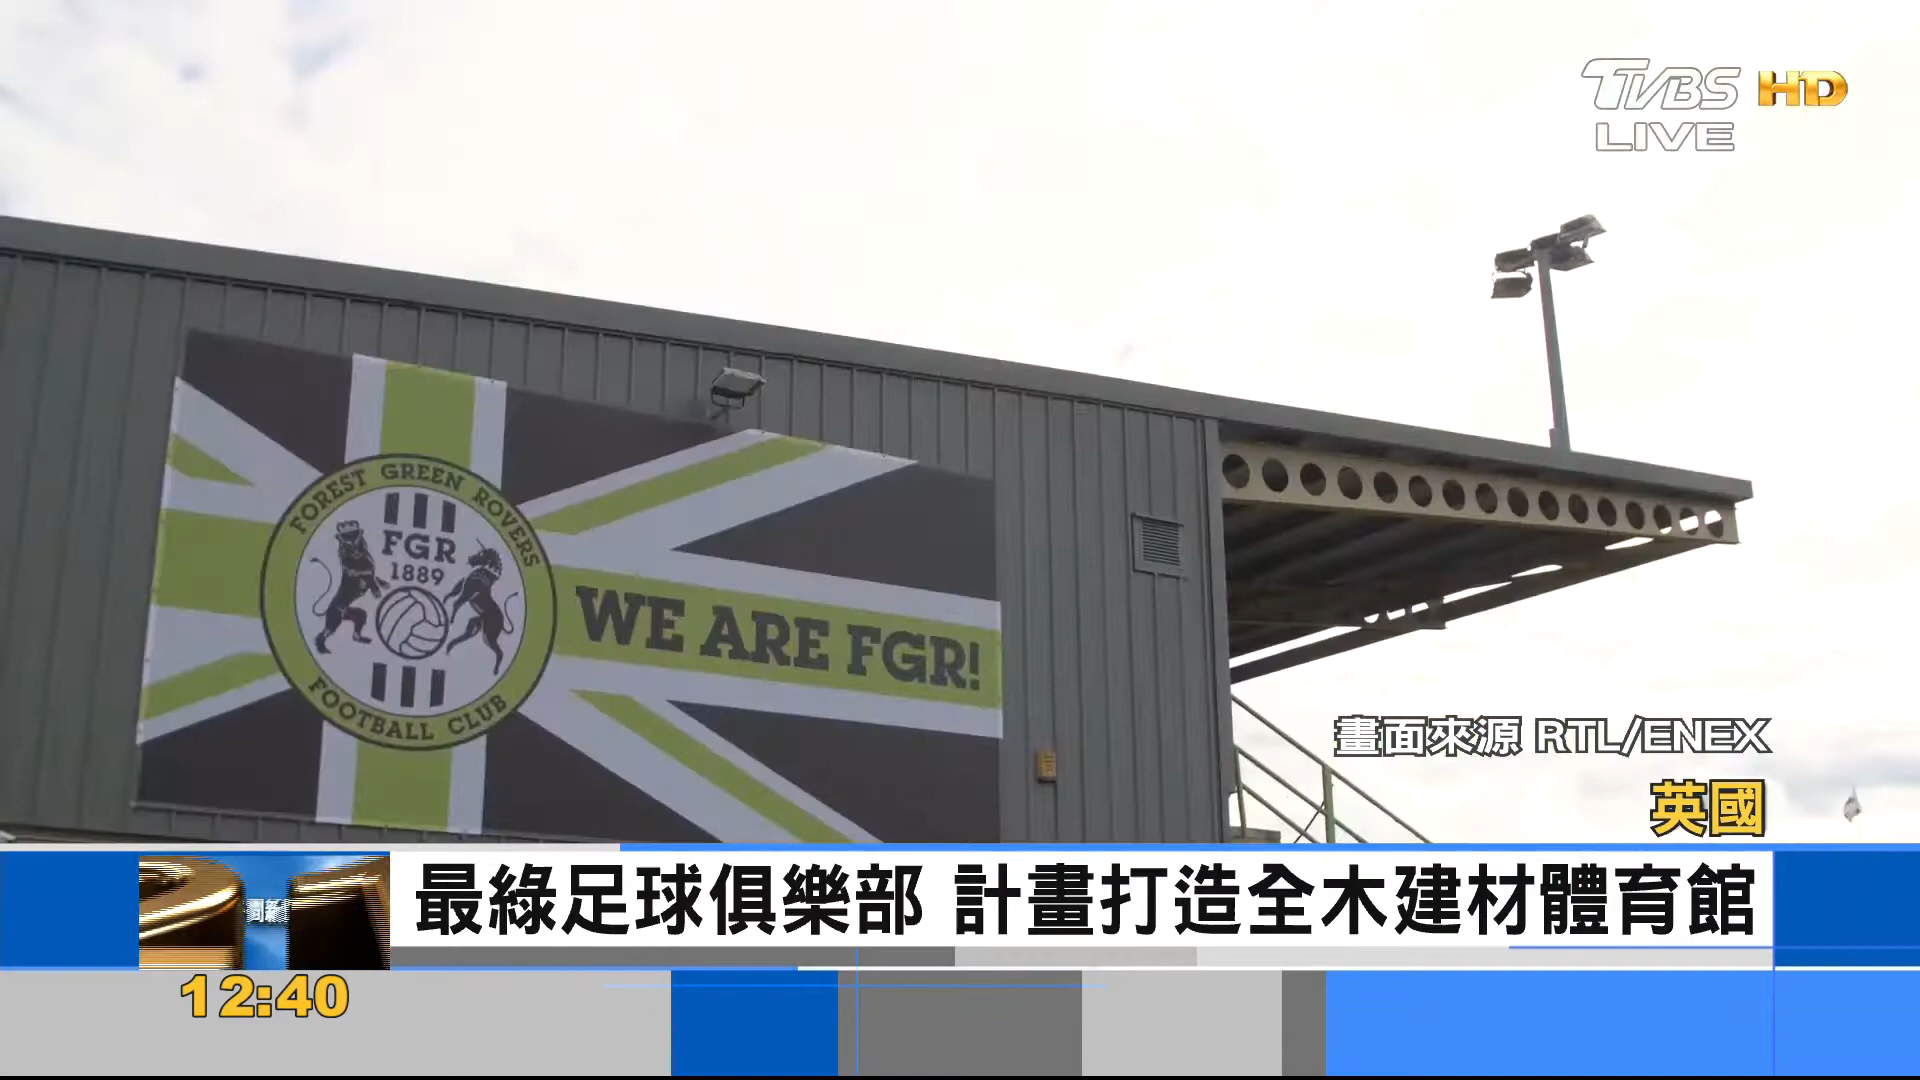 TVBS HD
LIVE
FOREST GREEN ROVERS
FGR
1889
FOOTBALL CLUB
WE ARE FGR!
畫面來源 RTL/ENEX
英國
21
最綠足球俱樂部 計畫打造全木建材體育館
12:40